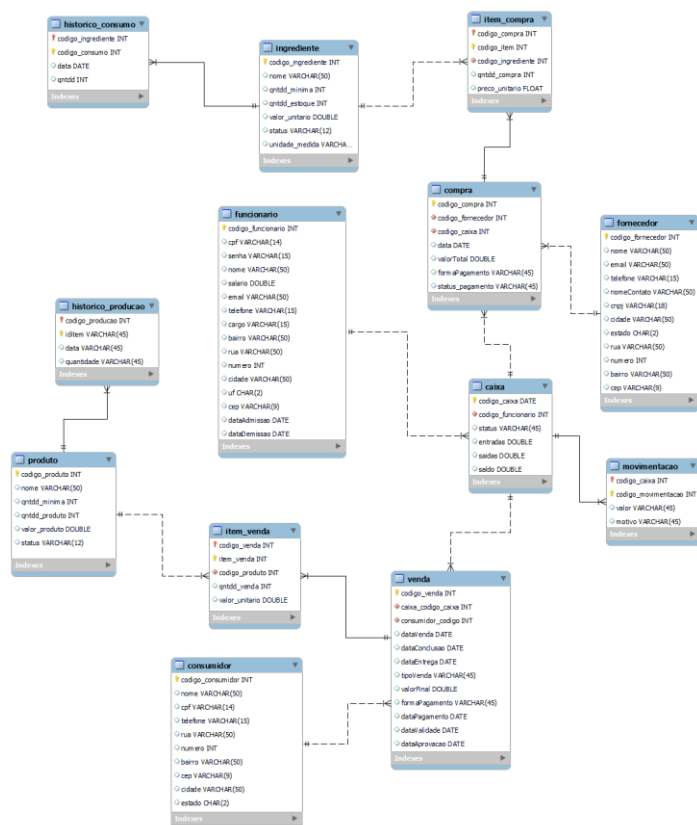 historico_consumo
codigo_ingrediente INT
codigo_consumo INT
data DATE
qntdd INT
Indexes
ingrediente
codigo_ingrediente INT
nome VARCHAR(50)
qntdd_minima INT
qntdd_estoque INT
valor_unitario DOUBLE
status VARCHAR(12)
unidade_medida VARCHA...
Indexes
item_compra
codigo_compra INT
codigo_item INT
codigo_ingrediente INT
qntdd_compra INT
preco_unitario FLOAT
Indexes
compra
codigo_compra INT
codigo_fornecedor INT
codigo_caixa INT
data DATE
valorTotal DOUBLE
formaPagamento VARCHAR(45)
status_pagamento VARCHAR(45)
Indexes
fornecedor
codigo_fornecedor INT
nome VARCHAR(50)
email VARCHAR(50)
telefone VARCHAR(15)
nomeContato VARCHAR(50)
cnpj VARCHAR(18)
cidade VARCHAR(50)
estado CHAR(2)
rua VARCHAR(50)
numero INT
bairro VARCHAR(50)
cep VARCHAR(9)
Indexes
funcionario
codigo_funcionario INT
cpf VARCHAR(14)
senha VARCHAR(15)
nome VARCHAR(50)
salario DOUBLE
email VARCHAR(50)
telefone VARCHAR(15)
cargo VARCHAR(15)
bairro VARCHAR(50)
rua VARCHAR(50)
numero INT
cidade VARCHAR(50)
uf CHAR(2)
cep VARCHAR(9)
dataAdmissao DATE
dataDemissao DATE
Indexes
historico_producao
codigo_producao INT
iditem VARCHAR(45)
data VARCHAR(45)
quantidade VARCHAR(45)
Indexes
caixa
codigo_caixa DATE
codigo_funcionario INT
status VARCHAR(45)
entradas DOUBLE
saidas DOUBLE
saldo DOUBLE
Indexes
produto
codigo_produto INT
nome VARCHAR(50)
qntdd_minima INT
qntdd_produto INT
valor_produto DOUBLE
status VARCHAR(12)
Indexes
movimentacao
codigo_caixa INT
codigo_movimentacao INT
valor VARCHAR(45)
motivo VARCHAR(45)
Indexes
item_venda
codigo_venda INT
item_venda INT
codigo_produto INT
qntdd_venda INT
valor_unitario DOUBLE
Indexes
venda
codigo_venda INT
caixa_codigo_caixa INT
consumidor_codigo INT
dataVenda DATE
dataConclusao DATE
dataEntrega DATE
tipoVenda VARCHAR(45)
valorFinal DOUBLE
formaPagamento VARCHAR(45)
dataPagamento DATE
dataValidade DATE
dataAprovacao DATE
Indexes
consumidor
codigo_consumidor INT
nome VARCHAR(50)
cpf VARCHAR(14)
telefone VARCHAR(15)
rua VARCHAR(50)
numero INT
bairro VARCHAR(50)
cep VARCHAR(9)
cidade VARCHAR(50)
estado CHAR(2)
Indexes